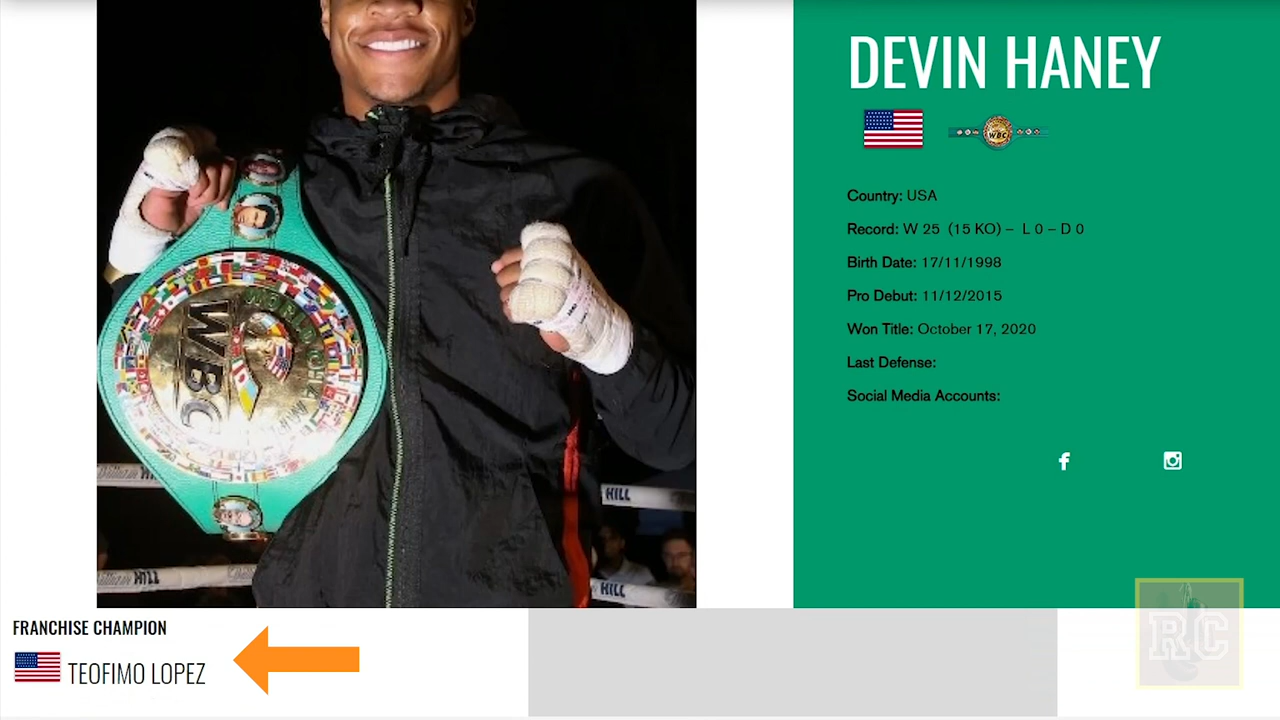 DEVIN HANEY
WBC
Country: USA
Record: W 25 (15 KO) – L 0 – D 0
Birth Date: 17/11/1998
Pro Debut: 11/12/2015
Won Title: October 17, 2020
Last Defense:
Social Media Accounts:
WORLD
WBC
HILL
HILL
HILL
FRANCHISE CHAMPION
TEOFIMO LOPEZ
RC